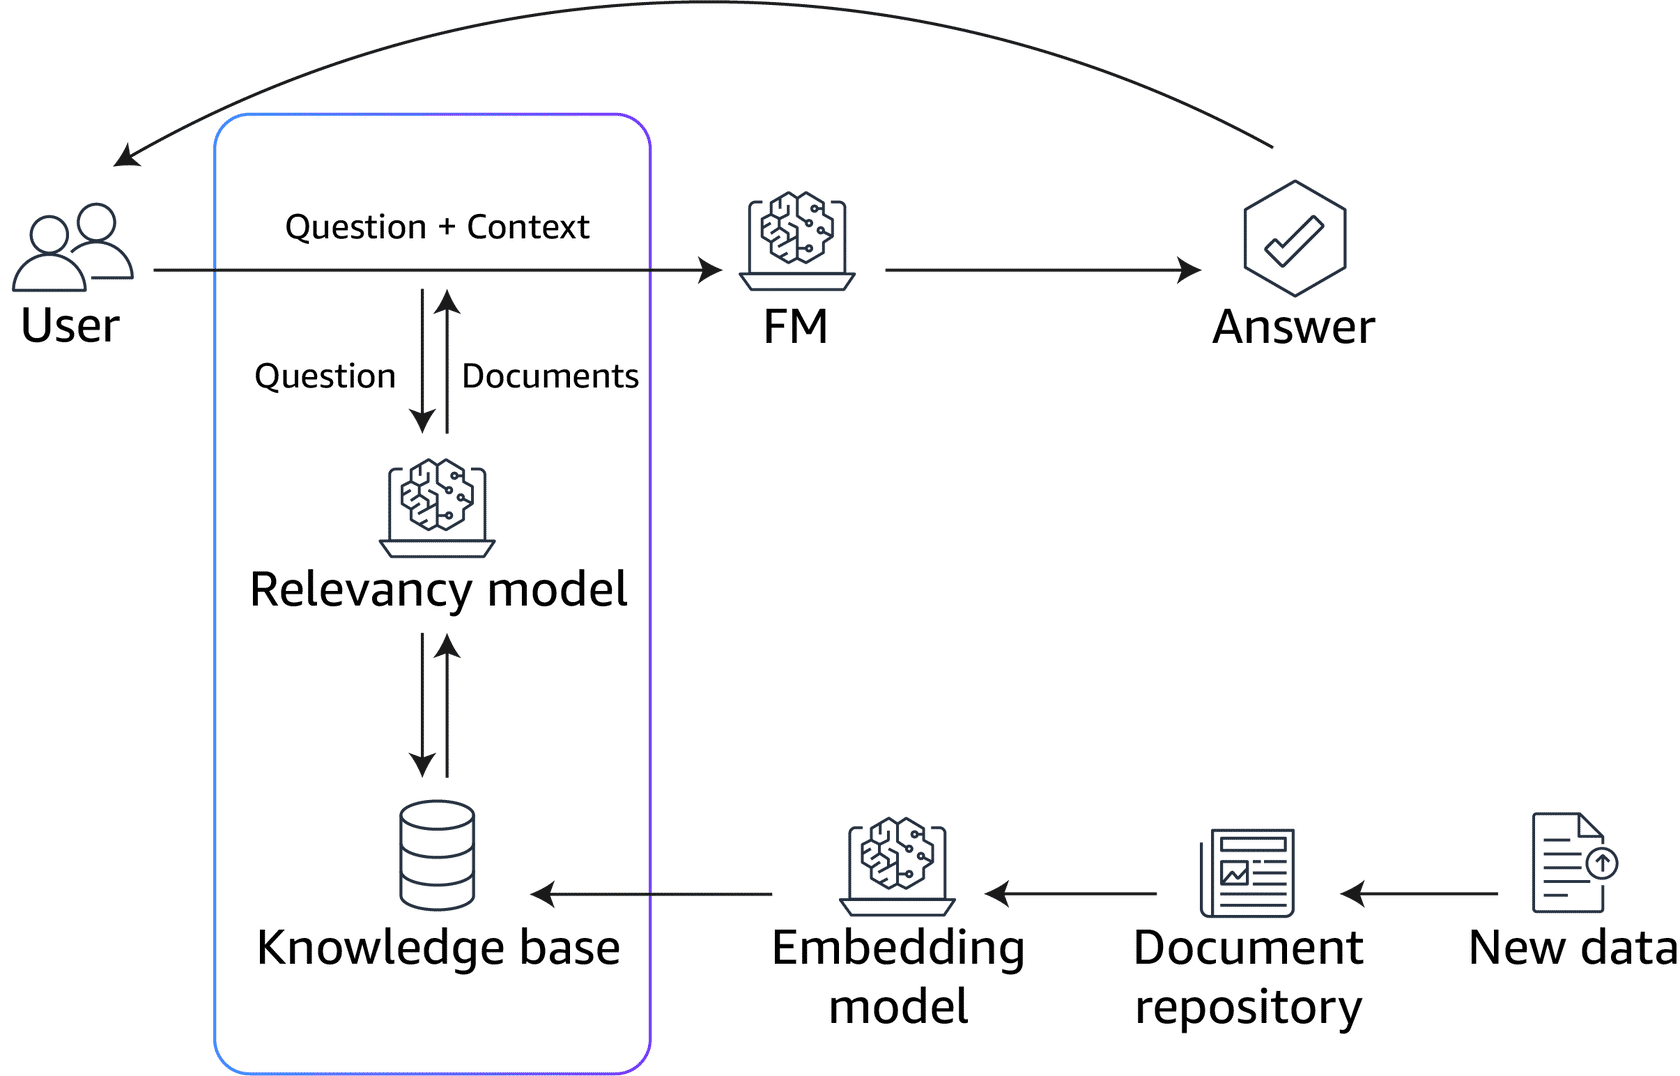 Question + Context
User
FM
Answer
Question
Documents
Relevancy model
Knowledge base
Embedding
model
Document
repository
New data